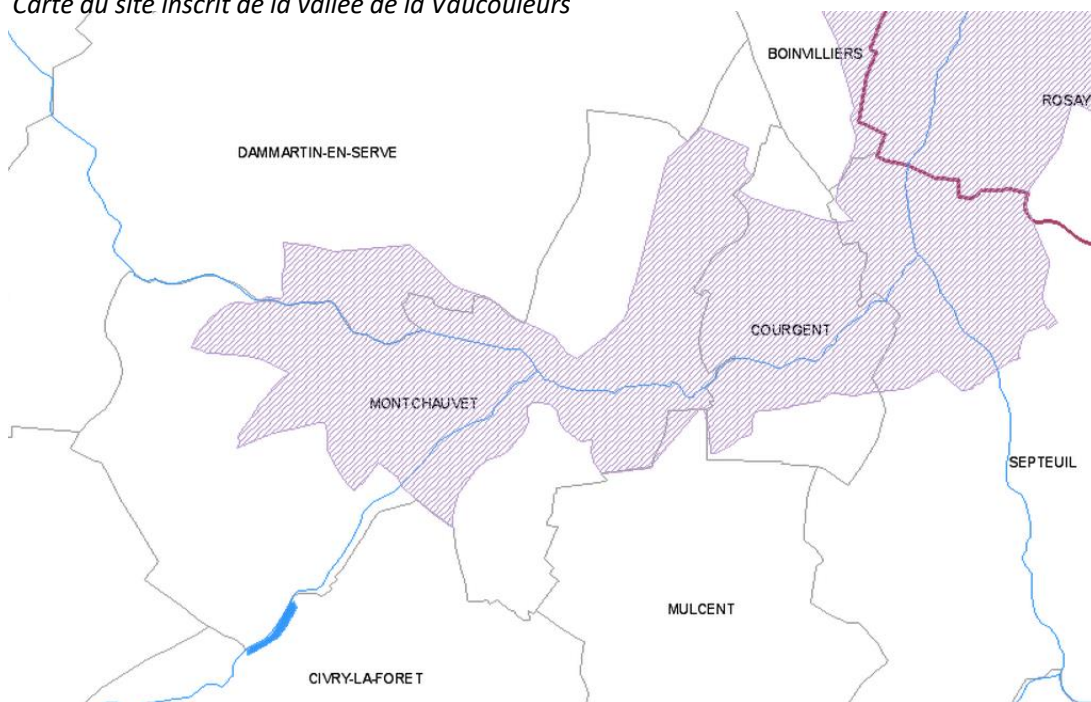 Carte du site inscrit de la vallée de la Vaucouleurs
BOINVILLIERS
ROSAY
DAMMARTIN-EN-SERVE
COURGENT
MONTCHAUVET
SEPTEUIL
MULCENT
CIVRY-LA-FORET